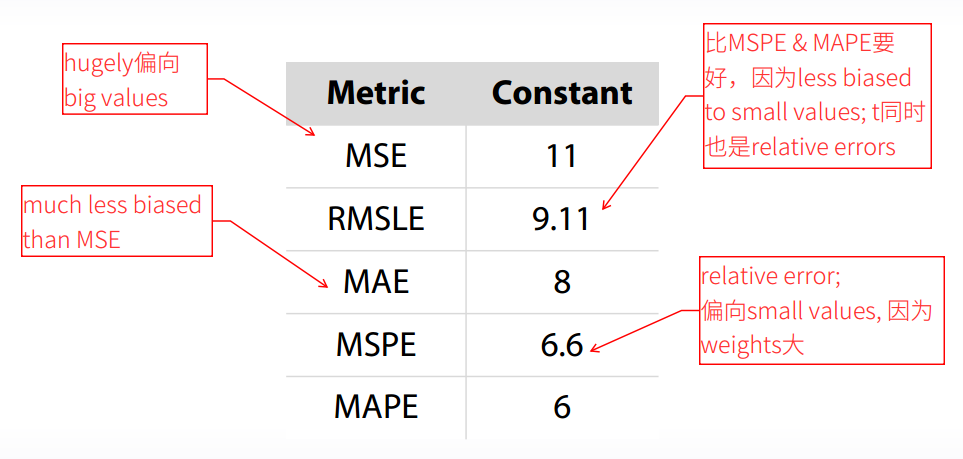 hugely偏向
big values
比MSPE & MAPE要
好，因为less biased
to small values; t同时
也是relative errors
Metric Constant
MSE 11
much less biased
than MSE
RMSLE 9.11
MAE 8
relative error;
偏向small values, 因为
weights大
MSPE 6.6
MAPE 6